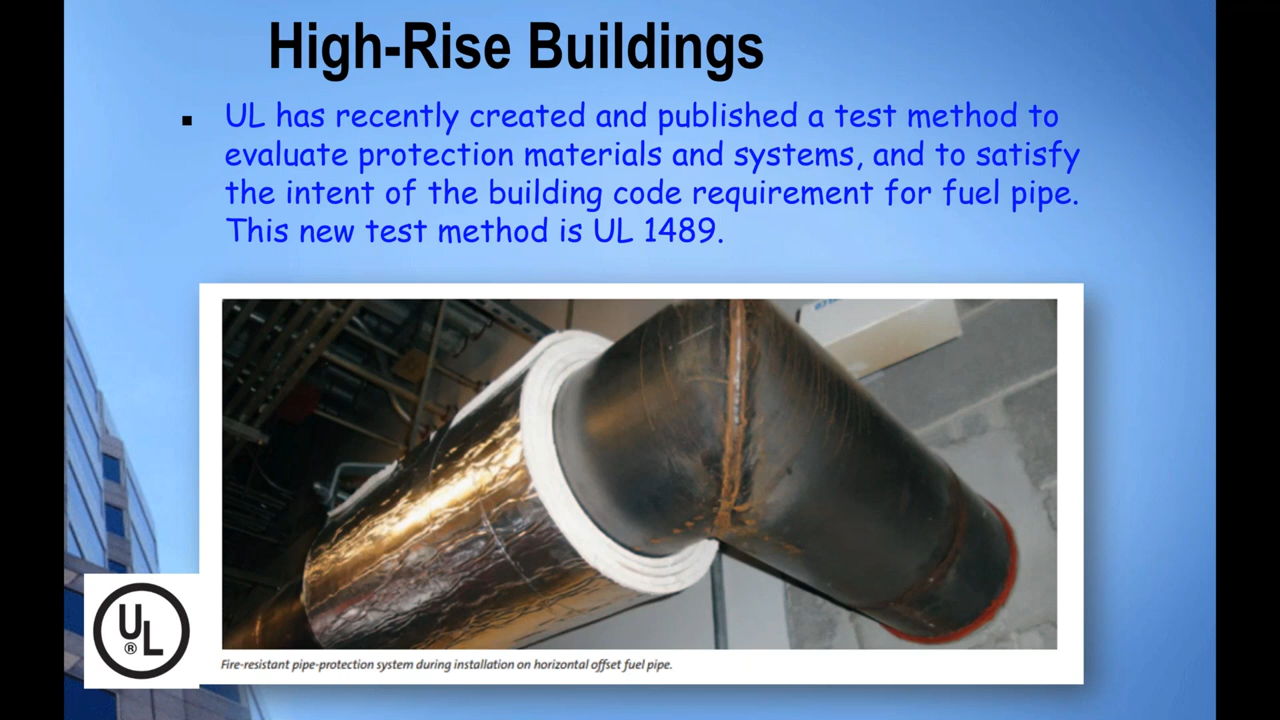 High-Rise Buildings
UL has recently created and published a test method to
evaluate protection materials and systems, and to satisfy
the intent of the building code requirement for fuel pipe.
This new test method is UL 1489.
Fire-resistant pipe-protection system during installation on horizontal offset fuel pipe.
UL
®